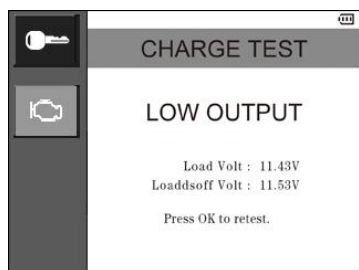 CHARGE TEST
LOW OUTPUT
Load Volt : 11.43V
Loaddsoff Volt : 11.53V
Press OK to retest.